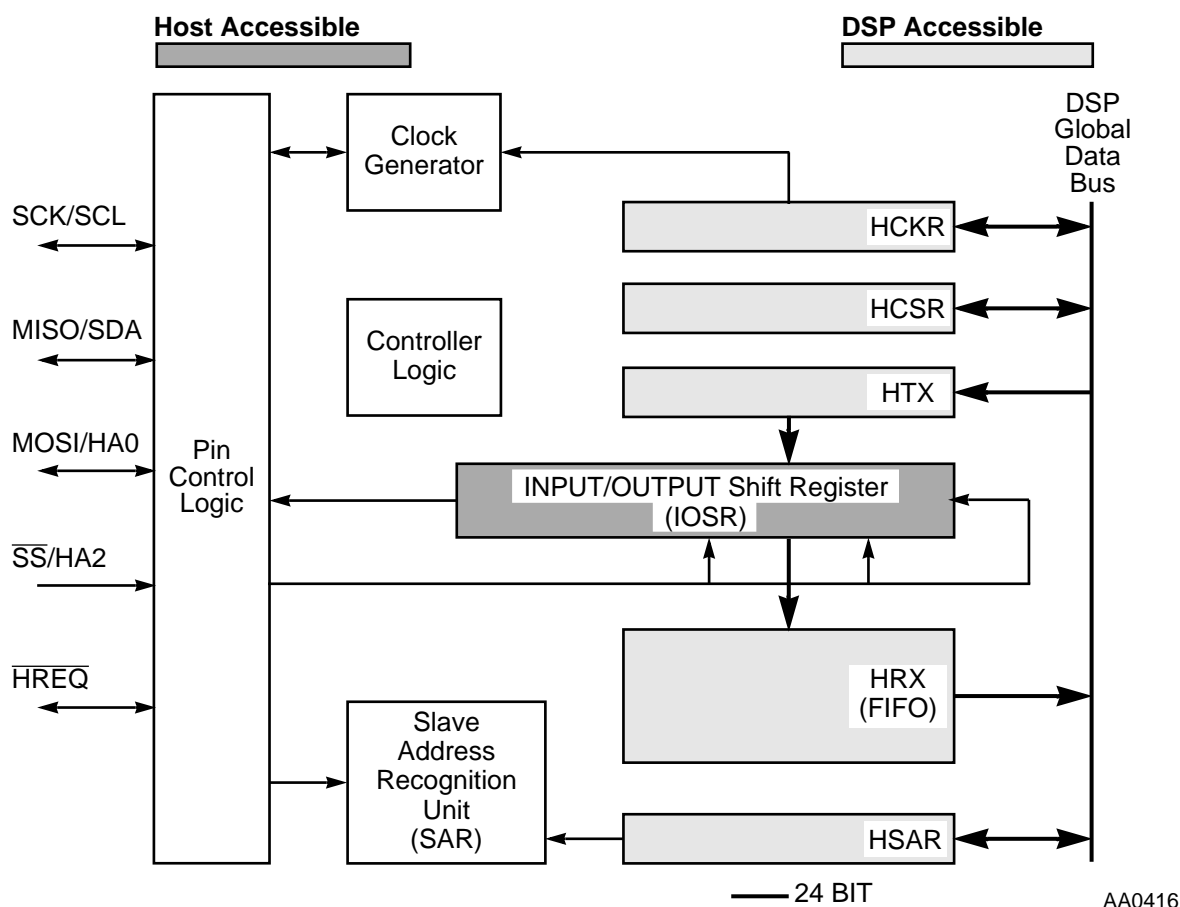 Host Accessible
DSP Accessible
DSP
Global
Data
Bus
Clock
Generator
SCK/SCL
HCKR
HCSR
MISO/SDA
Controller
Logic
HTX
MOSI/HA0
Pin
Control
Logic
INPUT/OUTPUT Shift Register
(IOSR)
S̅S̅/HA2
H̅R̅E̅Q̅
HRX
(FIFO)
Slave
Address
Recognition
Unit
(SAR)
HSAR
24 BIT
AA0416